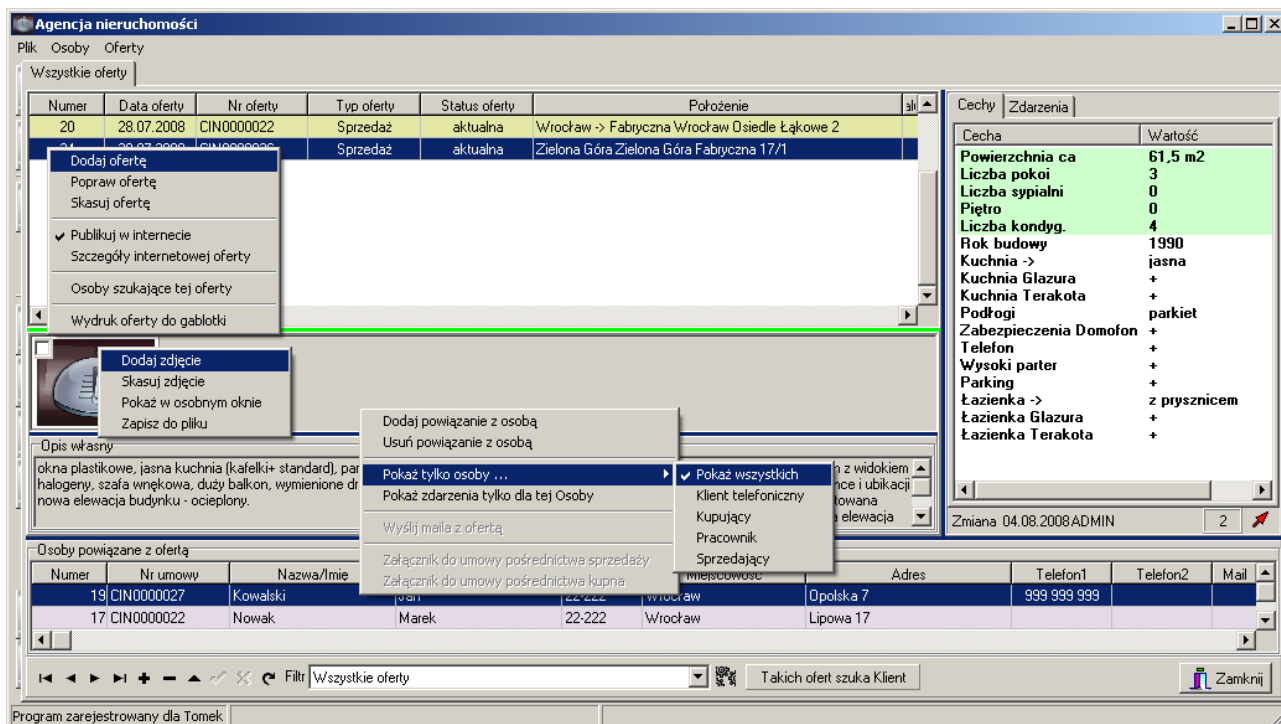 Agencja nieruchomości
Plik Osoby Oferty
Wszystkie oferty
Numer Data oferty Nr oferty Typ oferty Status oferty Położenie
20 28.07.2008 CIN0000022 Sprzedaż aktualna Wrocław -> Fabryczna Wrocław Osiedle Łąkowe 2
Sprzedaż aktualna Zielona Góra Zielona Góra Fabryczna 17/1
Dodaj ofertę
Popraw ofertę
Skasuj ofertę
Publikuj w internecie
Szczegóły internetowej oferty
Osoby szukające tej oferty
Wydruk oferty do gablotki
Dodaj zdjęcie
Skasuj zdjęcie
Pokaż w osobnym oknie
Zapisz do pliku
Dodaj powiązanie z osobą
Usuń powiązanie z osobą
Pokaż tylko osoby ...
Pokaż zdarzenia tylko dla tej Osoby
Wyślij maila z ofertą
Załącznik do umowy pośrednictwa sprzedaży
Załącznik do umowy pośrednictwa kupna
Pokaż wszystkich
Klient telefoniczny
Kupujący
Pracownik
Sprzedający
Opis własny
okna plastikowe, jasna kuchnia (kafelki+ standard), par
z widokiem
halogeny, szafa wnękowa, duży balkon, wymienione dr
nce i ubikacji
nowa elewacja budynku - ocieplony.
towana
elewacja
Cechy Zdarzenia
Cecha Wartość
Powierzchnia ca 61,5 m2
Liczba pokoi 3
Liczba sypialni 0
Piętro 0
Liczba kondyg. 4
Rok budowy 1990
Kuchnia -> jasna
Kuchnia Glazura +
Kuchnia Terakota +
Podłogi parkiet
Zabezpieczenia Domofon +
Telefon +
Wysoki parter +
Parking +
Łazienka -> z prysznicem
Łazienka Glazura +
Łazienka Terakota +
Zmiana 04.08.2008 ADMIN 2
Osoby powiązane z ofertą
Numer Nr umowy Nazwa/Imię Miejscowość Adres Telefon1 Telefon2 Mail
19 CIN0000027 Kowalski Jan 22-222 Wrocław Opolska 7 999 999 999
17 CIN0000022 Nowak Marek 22-222 Wrocław Lipowa 17
Filtr Wszystkie oferty Takich ofert szuka Klient Zamknij
Program zarejestrowany dla Tomek